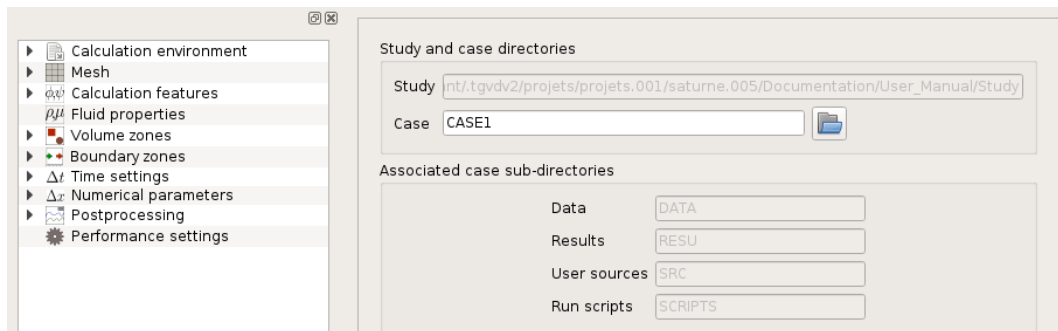 Calculation environment
Mesh
φ,ψ Calculation features
ρ,μ Fluid properties
Volume zones
Boundary zones
Δt Time settings
Δx Numerical parameters
Postprocessing
Performance settings
Study and case directories
Study nt/.tgvdv2/projets/projets.001/saturne.005/Documentation/User_Manual/Study
Case CASE1
Associated case sub-directories
Data DATA
Results RESU
User sources SRC
Run scripts SCRIPTS